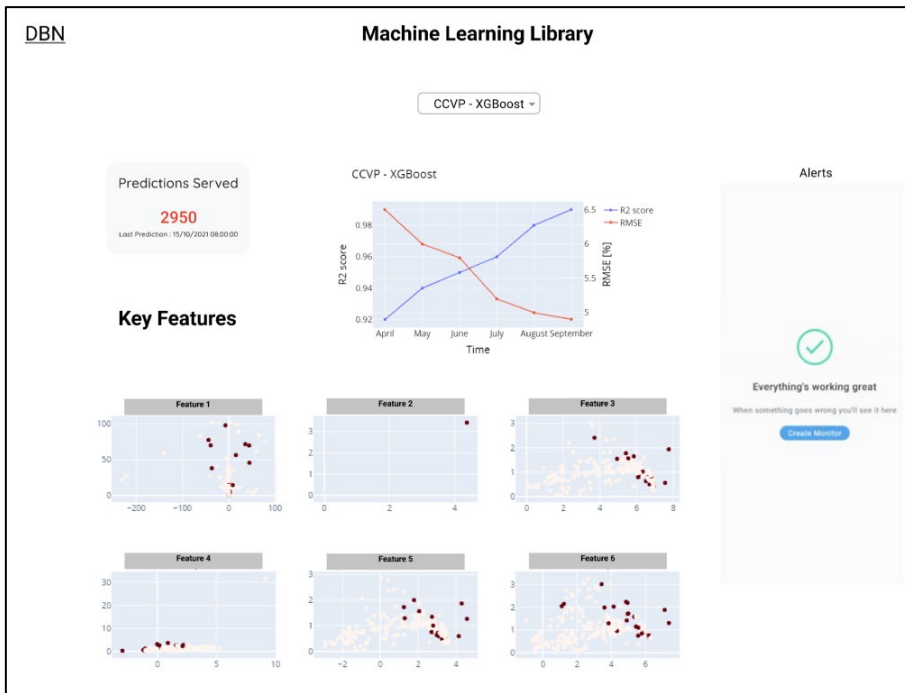 DBN
Machine Learning Library
CCVP - XGBoost
Predictions Served
2950
Last Prediction : 15/10/2021 08:00:00
CCVP - XGBoost
R2 score
RMSE
0.98
0.96
0.94
0.92
R2 score
6.5
6
5.5
5
RMSE [%]
April May June July August September
Time
Alerts
Everything's working great
When something goes wrong you'll see it here
Create Monitor
Key Features
Feature 1
100
50
0
−200 −100 0 100
Feature 2
3
2
1
0
0 2 4
Feature 3
3
2
1
0
0 2 4 6 8
Feature 4
30
20
10
0
0 5 10
Feature 5
3
2
1
0
−2 0 2 4
Feature 6
3
2
1
0
0 2 4 6